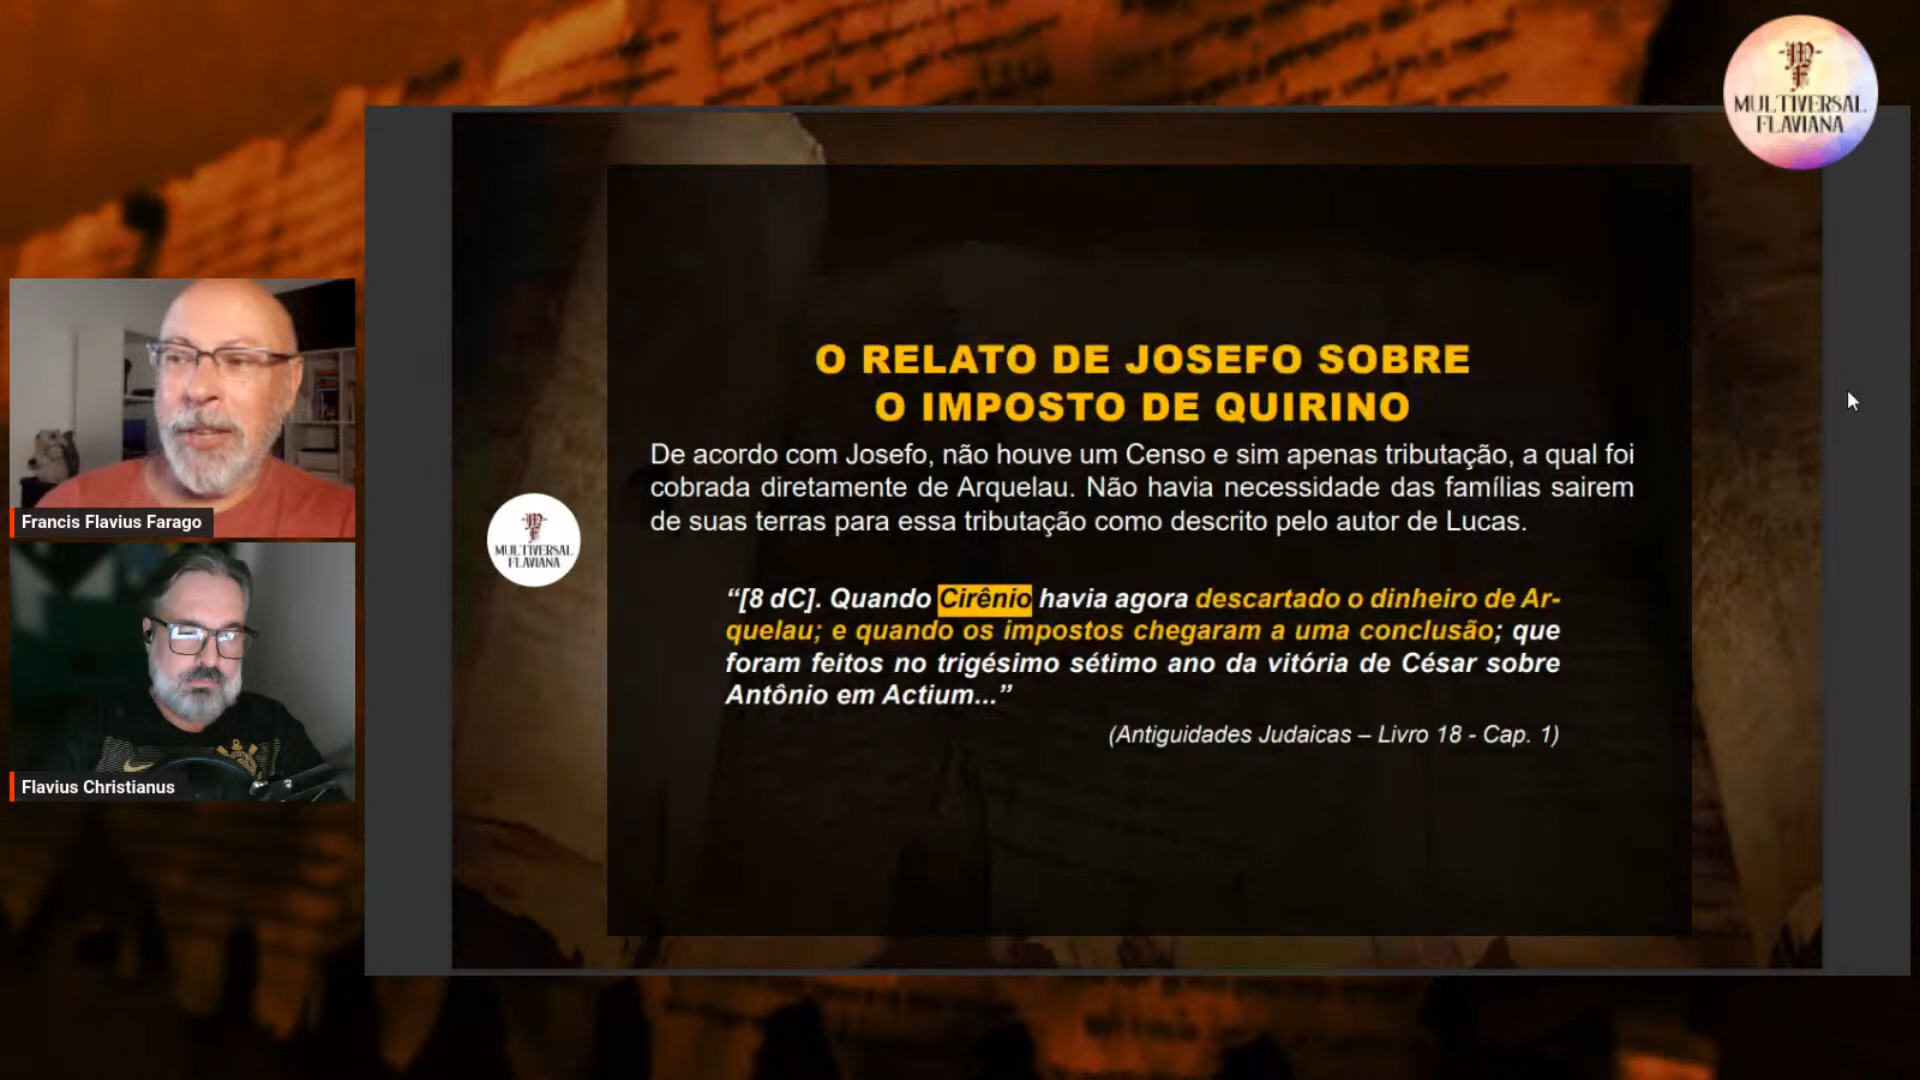 MULTIVERSAL
FLAVIANA
O RELATO DE JOSEFO SOBRE
O IMPOSTO DE QUIRINO
De acordo com Josefo, não houve um Censo e sim apenas tributação, a qual foi
cobrada diretamente de Arquelau. Não havia necessidade das famílias sairem
de suas terras para essa tributação como descrito pelo autor de Lucas.
MULTIVERSAL
FLAVIANA
“[8 dC]. Quando Cirênio havia agora descartado o dinheiro de Ar-
quelau; e quando os impostos chegaram a uma conclusão; que
foram feitos no trigésimo sétimo ano da vitória de César sobre
Antônio em Actium...”
(Antiguidades Judaicas – Livro 18 - Cap. 1)
Francis Flavius Farago
Flavius Christianus